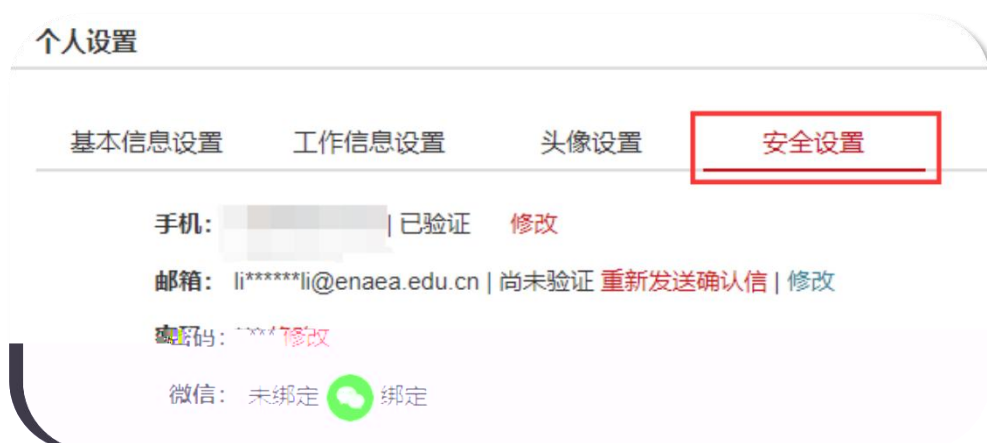 个人设置
基本信息设置 工作信息设置 头像设置 安全设置
手机： | 已验证 修改
邮箱： li******li@enaea.edu.cn | 尚未验证 重新发送确认信 | 修改
密码： **** 修改
微信： 未绑定 绑定